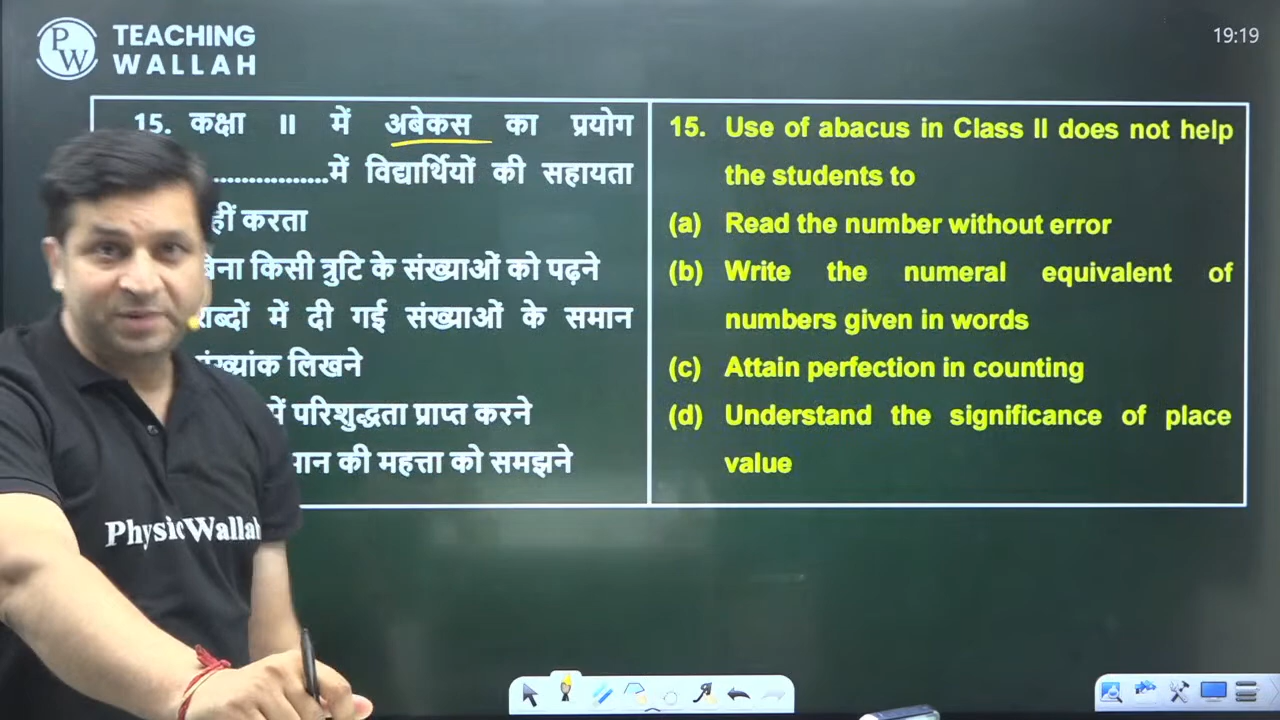 TEACHING
WALLAH
19:19
15. कक्षा II में अबेकस का प्रयोग
..................में विद्यार्थियों की सहायता
करता
किसी त्रुटि के संख्याओं को पढ़ने
में दी गई संख्याओं के समान
लिखने
में परिशुद्धता प्राप्त करने
की महत्ता को समझने
15. Use of abacus in Class II does not help
the students to
(a) Read the number without error
(b) Write the numeral equivalent of
numbers given in words
(c) Attain perfection in counting
(d) Understand the significance of place
value
PhysicWallah